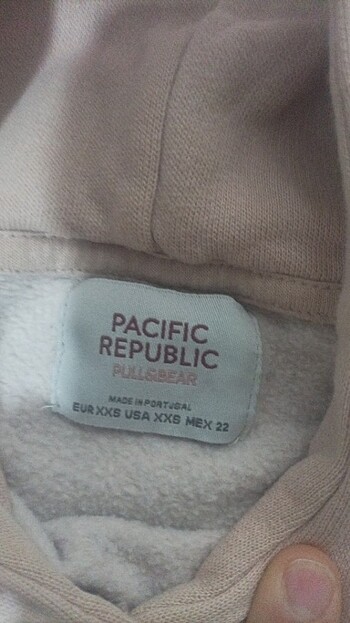 PACIFIC
REPUBLIC
PULL&BEAR
MADE IN PORTUGAL
EUR XXS USA XXS MEX 22